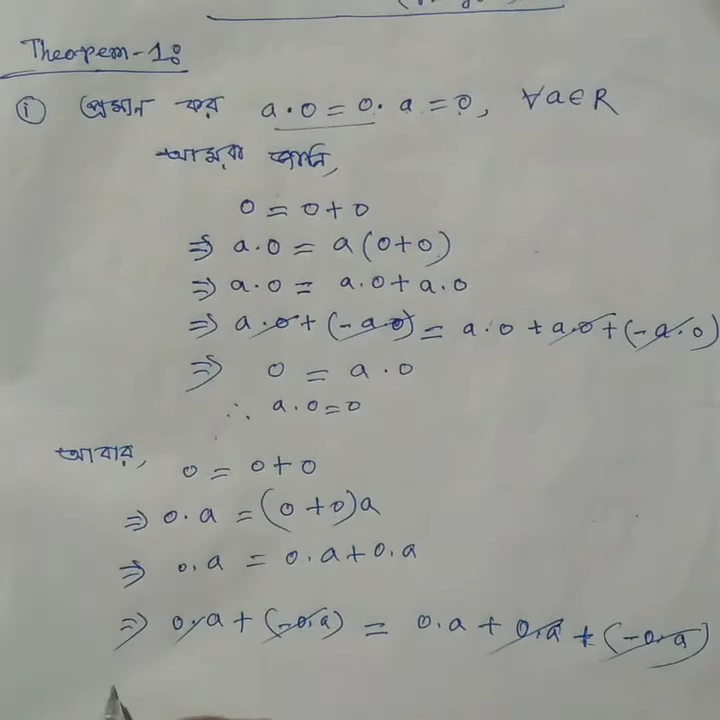 Theorem-1:
(i) প্রমান কর a·0 = 0·a = 0, ∀a∈R
আমরা জানি,
0 = 0+0
⇒ a·0 = a(0+0)
⇒ a·0 = a.0+a.0
⇒ a·0+(-a·0) = a·0+a·0+(-a·0)
⇒ 0 = a·0
∴ a.0=0
আবার,
0 = 0+0
⇒ 0·a = (0+0)a
⇒ 0.a = 0.a+0.a
⇒ 0·a+(-0.a) = 0.a+0.a+(-0.a)